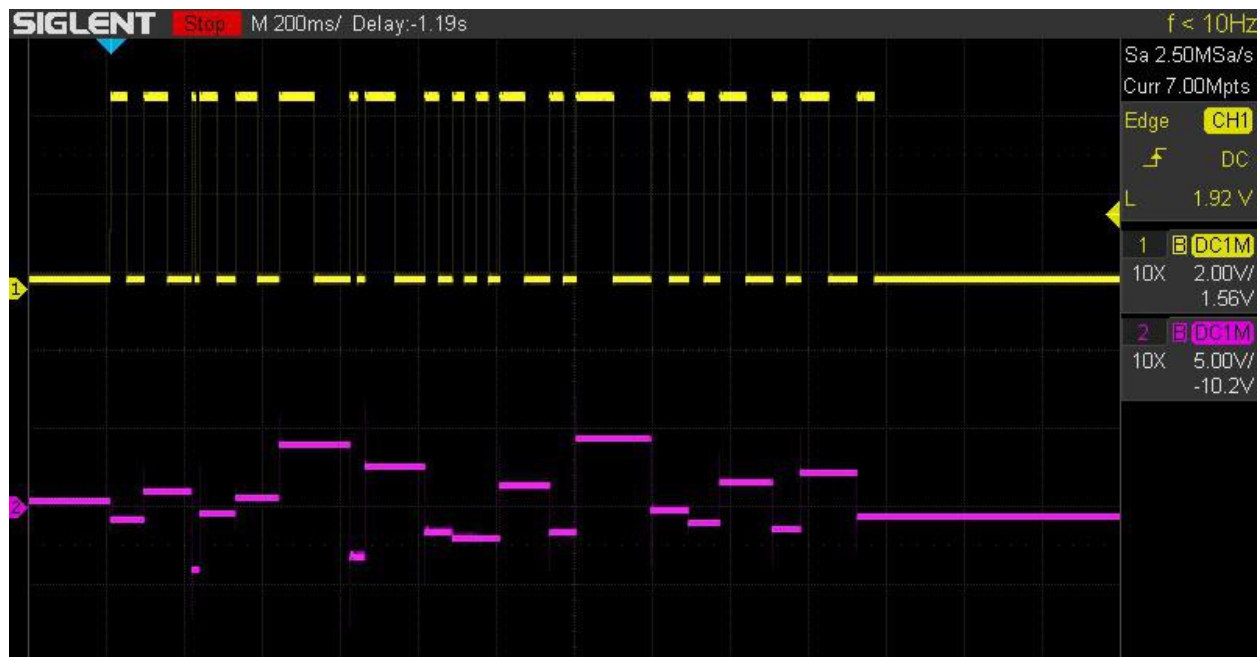 SIGLENT Stop M 200ms/ Delay:-1.19s f < 10Hz
Sa 2.50MSa/s
Curr 7.00Mpts
Edge CH1
DC
L 1.92 V
1 B DC1M
10X 2.00V/
1.56V
2 B DC1M
10X 5.00V/
-10.2V
1
2